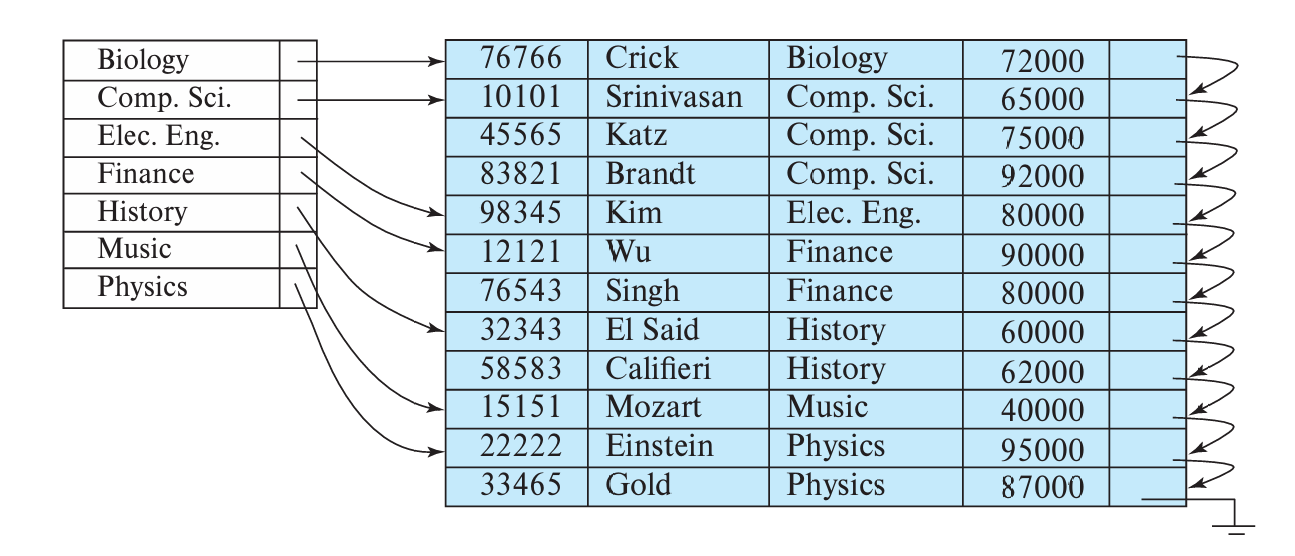 Biology
Comp. Sci.
Elec. Eng.
Finance
History
Music
Physics
76766 Crick Biology 72000
10101 Srinivasan Comp. Sci. 65000
45565 Katz Comp. Sci. 75000
83821 Brandt Comp. Sci. 92000
98345 Kim Elec. Eng. 80000
12121 Wu Finance 90000
76543 Singh Finance 80000
32343 El Said History 60000
58583 Califieri History 62000
15151 Mozart Music 40000
22222 Einstein Physics 95000
33465 Gold Physics 87000